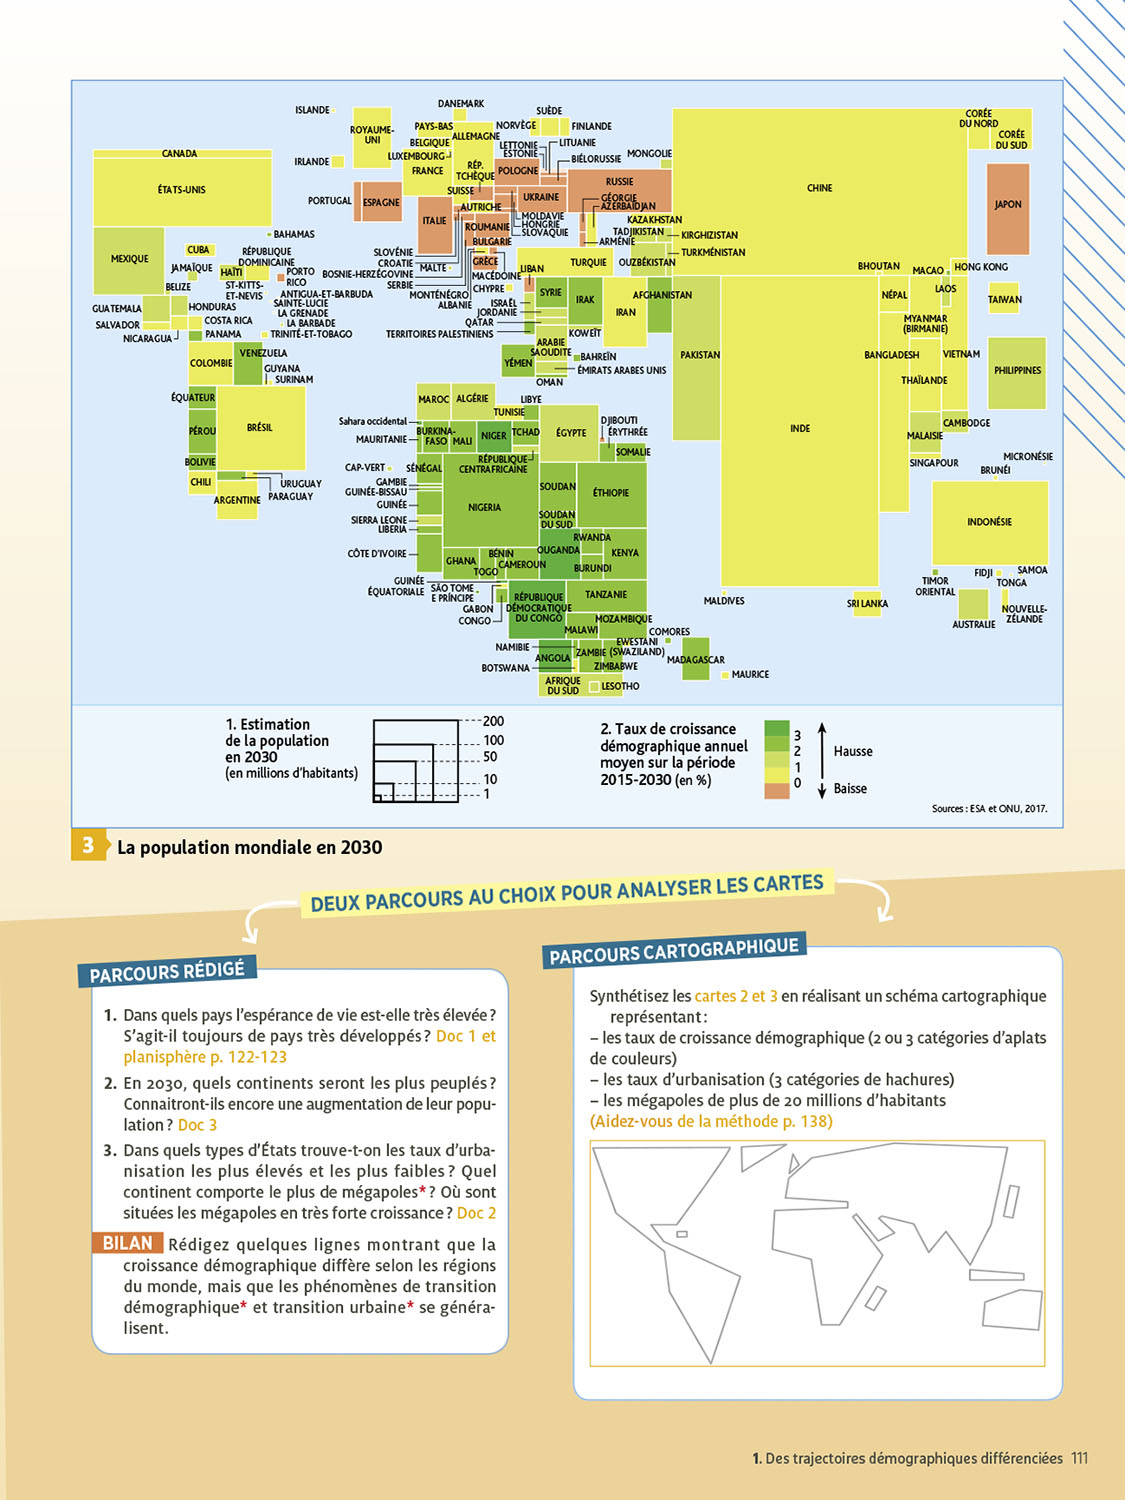 ISLANDE
ROYAUME-
UNI
IRLANDE
DANEMARK
SUÈDE
PAYS-BAS
NORVÈGE
FINLANDE
ALLEMAGNE
BELGIQUE
LETTONIE
LITUANIE
ESTONIE
LUXEMBOURG
BIÉLORUSSIE
MONGOLIE
FRANCE
RÉP.
TCHÈQUE
POLOGNE
RUSSIE
SUISSE
UKRAINE
GÉORGIE
AZERBAÏDJAN
PORTUGAL
ESPAGNE
AUTRICHE
ITALIE
MOLDAVIE
HONGRIE
SLOVAQUIE
ROUMANIE
BULGARIE
ARMÉNIE
KAZAKHSTAN
TADJIKISTAN
KIRGHIZISTAN
TURKMÉNISTAN
OUZBÉKISTAN
SLOVÉNIE
CROATIE
BOSNIE-HERZÉGOVINE
SERBIE
MALTE
GRÈCE
MACÉDOINE
MONTÉNÉGRO
ALBANIE
CHYPRE
LIBAN
TURQUIE
CANADA
ÉTATS-UNIS
MEXIQUE
BAHAMAS
CUBA
RÉPUBLIQUE
DOMINICAINE
JAMAÏQUE
HAÏTI
PORTO
RICO
BELIZE
ST-KITTS-
ET-NEVIS
ANTIGUA-ET-BARBUDA
SAINTE-LUCIE
LA GRENADE
LA BARBADE
TRINITÉ-ET-TOBAGO
GUATEMALA
HONDURAS
SALVADOR
COSTA RICA
NICARAGUA
PANAMA
COLOMBIE
VENEZUELA
GUYANA
SURINAM
ÉQUATEUR
PÉROU
BRÉSIL
BOLIVIE
CHILI
URUGUAY
PARAGUAY
ARGENTINE
SYRIE
IRAK
IRAN
AFGHANISTAN
ISRAËL
JORDANIE
QATAR
TERRITOIRES PALESTINIENS
KOWEÏT
ARABIE
SAOUDITE
YÉMEN
BAHREÏN
ÉMIRATS ARABES UNIS
OMAN
PAKISTAN
CHINE
CORÉE
DU NORD
CORÉE
DU SUD
JAPON
BHOUTAN
MACAO
HONG KONG
NÉPAL
LAOS
TAIWAN
MYANMAR
(BIRMANIE)
BANGLADESH
VIETNAM
THAÏLANDE
PHILIPPINES
INDE
CAMBODGE
MALAISIE
SINGAPOUR
MICRONÉSIE
BRUNÉI
INDONÉSIE
TIMOR
ORIENTAL
FIDJI
SAMOA
TONGA
NOUVELLE-
ZÉLANDE
AUSTRALIE
MALDIVES
SRI LANKA
MAROC
ALGÉRIE
LIBYE
TUNISIE
Sahara occidental
MAURITANIE
BURKINA-
FASO
MALI
NIGER
TCHAD
ÉGYPTE
DJIBOUTI
ÉRYTHRÉE
SOMALIE
RÉPUBLIQUE
CENTRAFRICAINE
CAP-VERT
SÉNÉGAL
GAMBIE
GUINÉE-BISSAU
GUINÉE
SIERRA LEONE
LIBERIA
CÔTE D'IVOIRE
NIGERIA
SOUDAN
ÉTHIOPIE
SOUDAN
DU SUD
RWANDA
OUGANDA
KENYA
BURUNDI
GHANA
BÉNIN
TOGO
CAMEROUN
GUINÉE
ÉQUATORIALE
SÃO TOME
E PRÍNCIPE
GABON
CONGO
RÉPUBLIQUE
DÉMOCRATIQUE
DU CONGO
TANZANIE
MOZAMBIQUE
MALAWI
COMORES
NAMIBIE
BOTSWANA
ANGOLA
ZAMBIE
EWESTANI
(SWAZILAND)
ZIMBABWE
MADAGASCAR
MAURICE
AFRIQUE
DU SUD
LESOTHO
1. Estimation
de la population
en 2030
(en millions d'habitants)
200
100
50
10
1
2. Taux de croissance
démographique annuel
moyen sur la période
2015-2030 (en %)
3
2
1
0
Hausse
Baisse
Sources : ESA et ONU, 2017.
3 La population mondiale en 2030
DEUX PARCOURS AU CHOIX POUR ANALYSER LES CARTES
PARCOURS RÉDIGÉ
1. Dans quels pays l'espérance de vie est-elle très élevée ?
S'agit-il toujours de pays très développés ? Doc 1 et
planisphère p. 122-123
2. En 2030, quels continents seront les plus peuplés ?
Connaitront-ils encore une augmentation de leur popu-
lation ? Doc 3
3. Dans quels types d'États trouve-t-on les taux d'urba-
nisation les plus élevés et les plus faibles ? Quel
continent comporte le plus de mégapoles* ? Où sont
situées les mégapoles en très forte croissance ? Doc 2
BILAN Rédigez quelques lignes montrant que la
croissance démographique diffère selon les régions
du monde, mais que les phénomènes de transition
démographique* et transition urbaine* se généra-
lisent.
PARCOURS CARTOGRAPHIQUE
Synthétisez les cartes 2 et 3 en réalisant un schéma cartographique
représentant :
– les taux de croissance démographique (2 ou 3 catégories d'aplats
de couleurs)
– les taux d'urbanisation (3 catégories de hachures)
– les mégapoles de plus de 20 millions d'habitants
(Aidez-vous de la méthode p. 138)
1. Des trajectoires démographiques différenciées 111